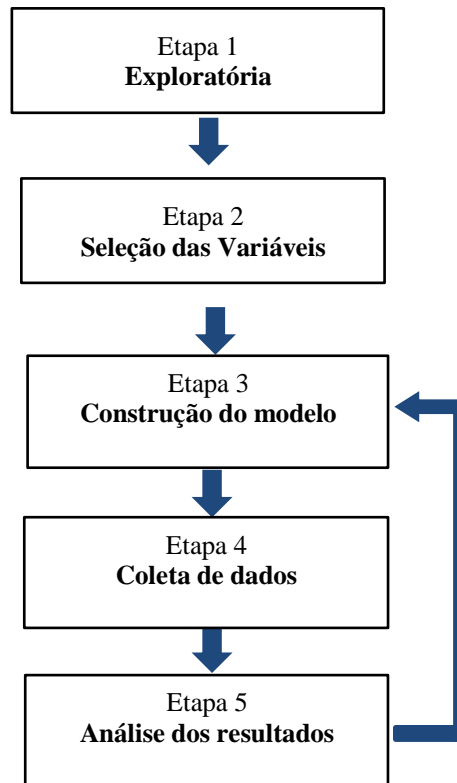 Etapa 1
Exploratória
Etapa 2
Seleção das Variáveis
Etapa 3
Construção do modelo
Etapa 4
Coleta de dados
Etapa 5
Análise dos resultados